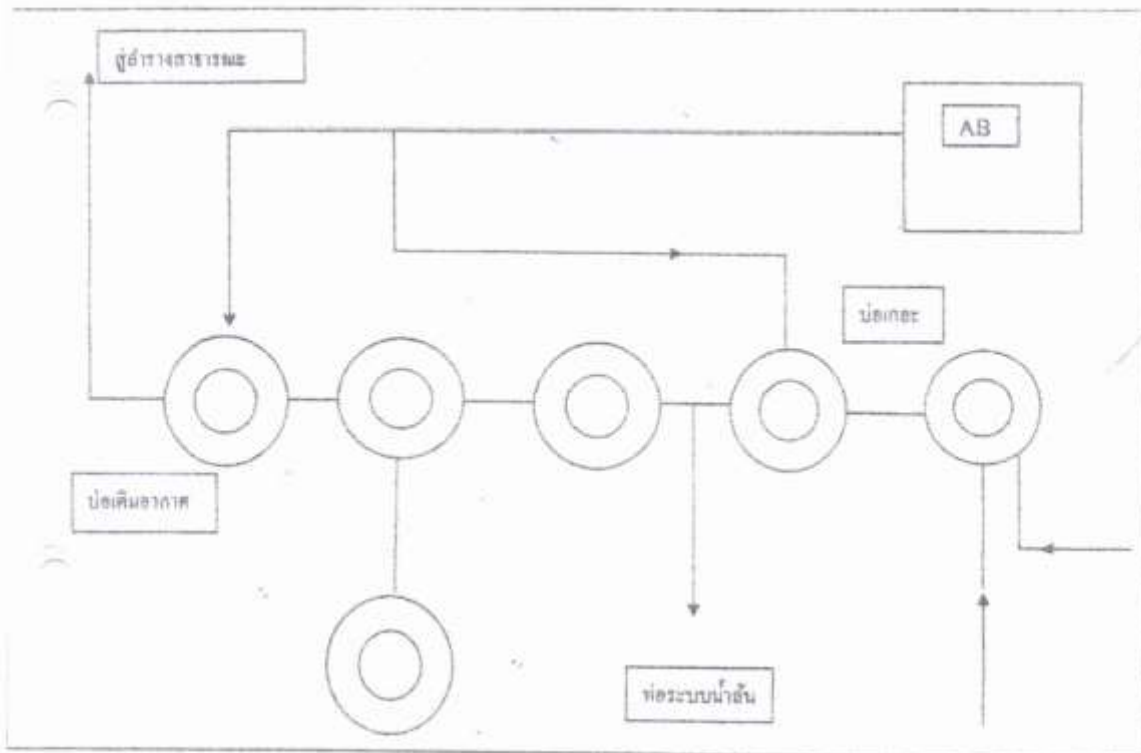 สู่ลำรางสาธารณะ
AB
บ่อเกอะ
บ่อเติมอากาศ
ท่อระบบน้ำล้น